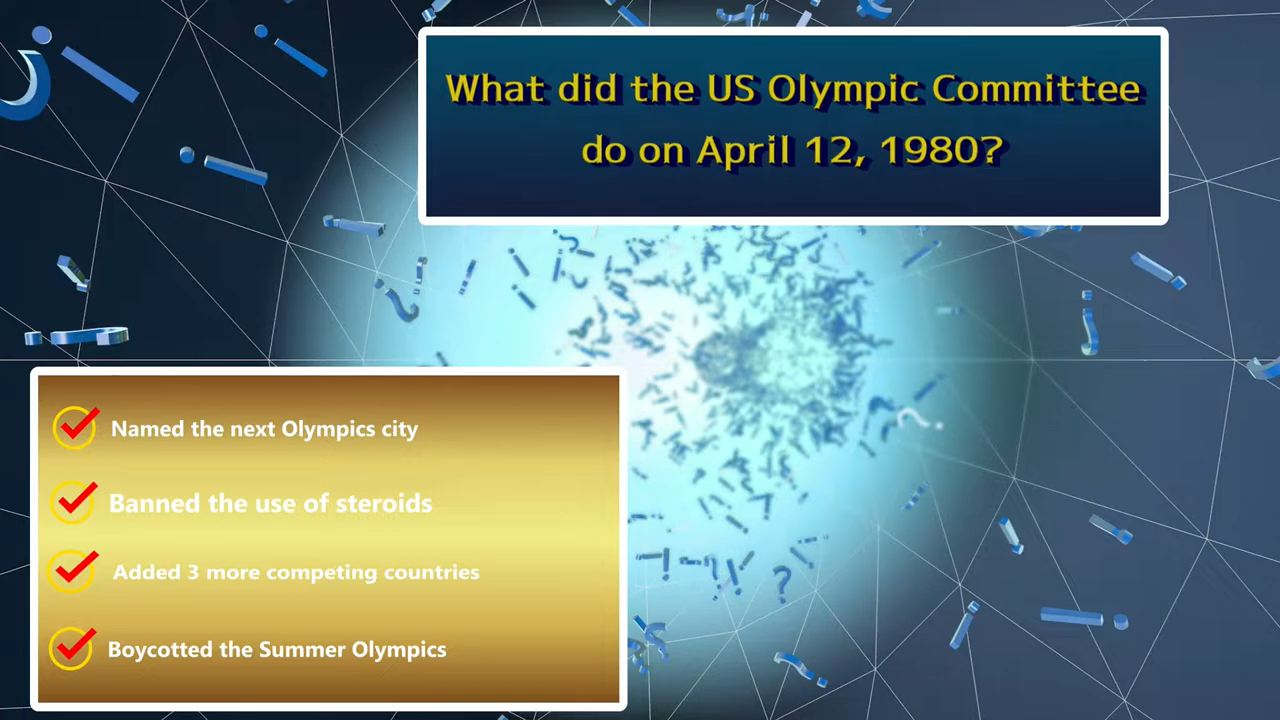 What did the US Olympic Committee
do on April 12, 1980?
Named the next Olympics city
Banned the use of steroids
Added 3 more competing countries
Boycotted the Summer Olympics